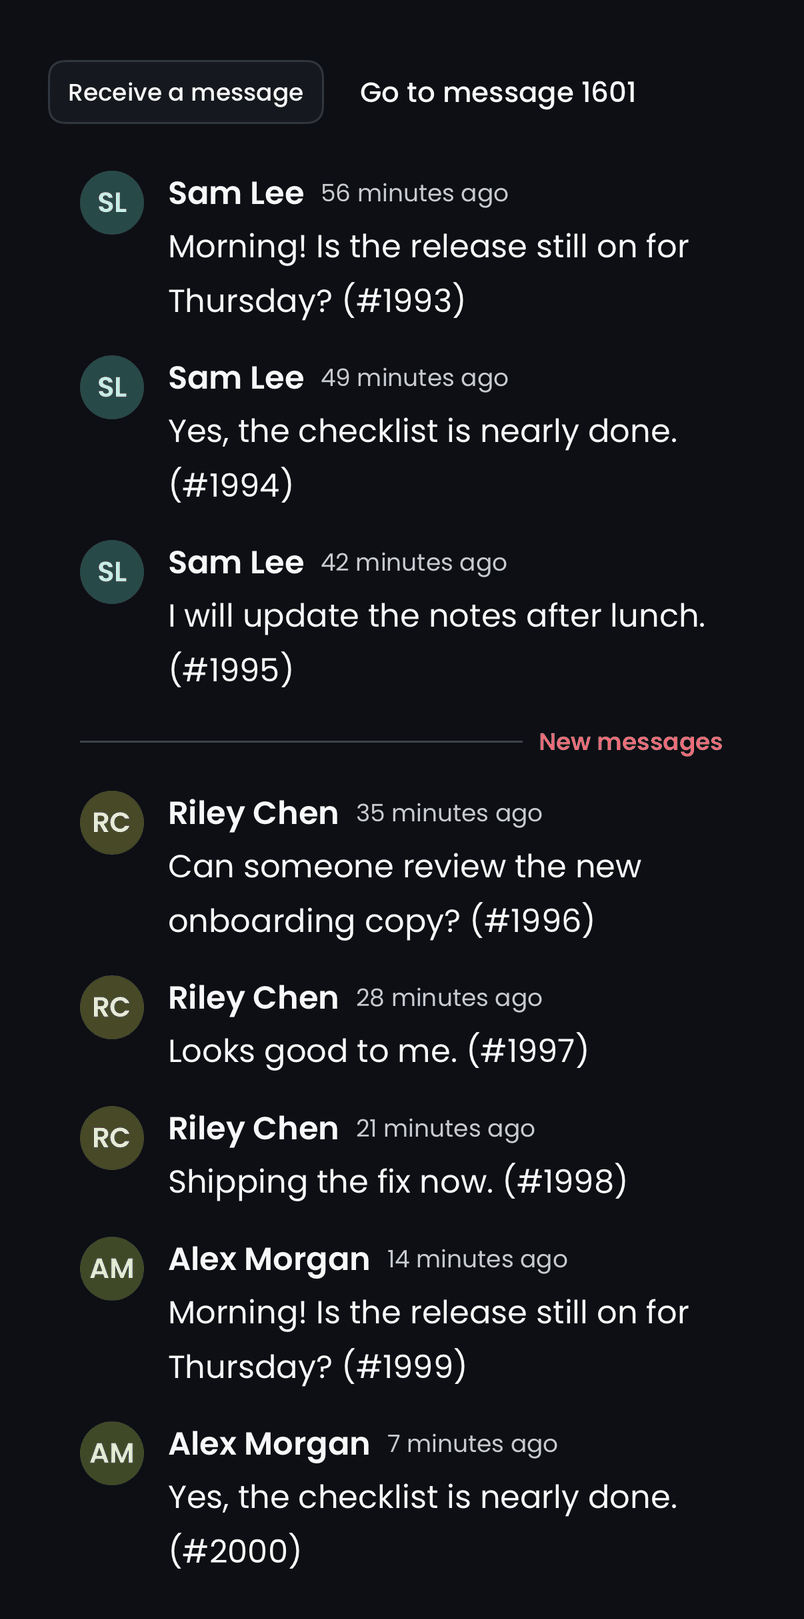 Receive a message Go to message 1601
SL Sam Lee 56 minutes ago
Morning! Is the release still on for
Thursday? (#1993)
SL Sam Lee 49 minutes ago
Yes, the checklist is nearly done.
(#1994)
SL Sam Lee 42 minutes ago
I will update the notes after lunch.
(#1995)
New messages
RC Riley Chen 35 minutes ago
Can someone review the new
onboarding copy? (#1996)
RC Riley Chen 28 minutes ago
Looks good to me. (#1997)
RC Riley Chen 21 minutes ago
Shipping the fix now. (#1998)
AM Alex Morgan 14 minutes ago
Morning! Is the release still on for
Thursday? (#1999)
AM Alex Morgan 7 minutes ago
Yes, the checklist is nearly done.
(#2000)